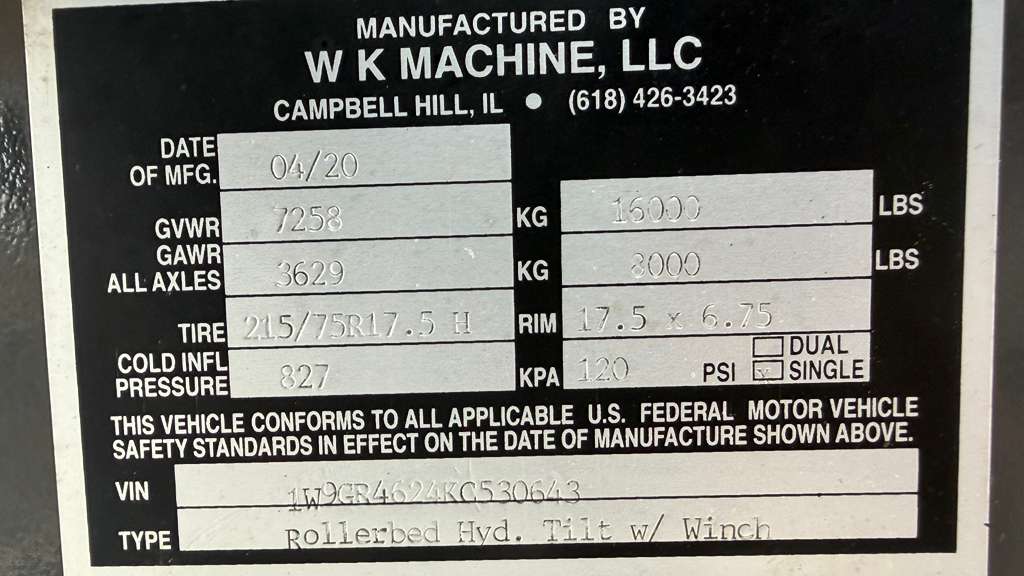 MANUFACTURED BY
W K MACHINE, LLC
CAMPBELL HILL, IL • (618) 426-3423
DATE OF MFG. 04/20
GVWR 7258 KG 16000 LBS
GAWR ALL AXLES 3629 KG 8000 LBS
TIRE 215/75R17.5 H RIM 17.5 x 6.75
COLD INFL PRESSURE 827 KPA 120 PSI DUAL
x SINGLE
THIS VEHICLE CONFORMS TO ALL APPLICABLE U.S. FEDERAL MOTOR VEHICLE
SAFETY STANDARDS IN EFFECT ON THE DATE OF MANUFACTURE SHOWN ABOVE.
VIN 1W9GR4624KC530643
TYPE Rollerbed Hyd. Tilt w/ Winch